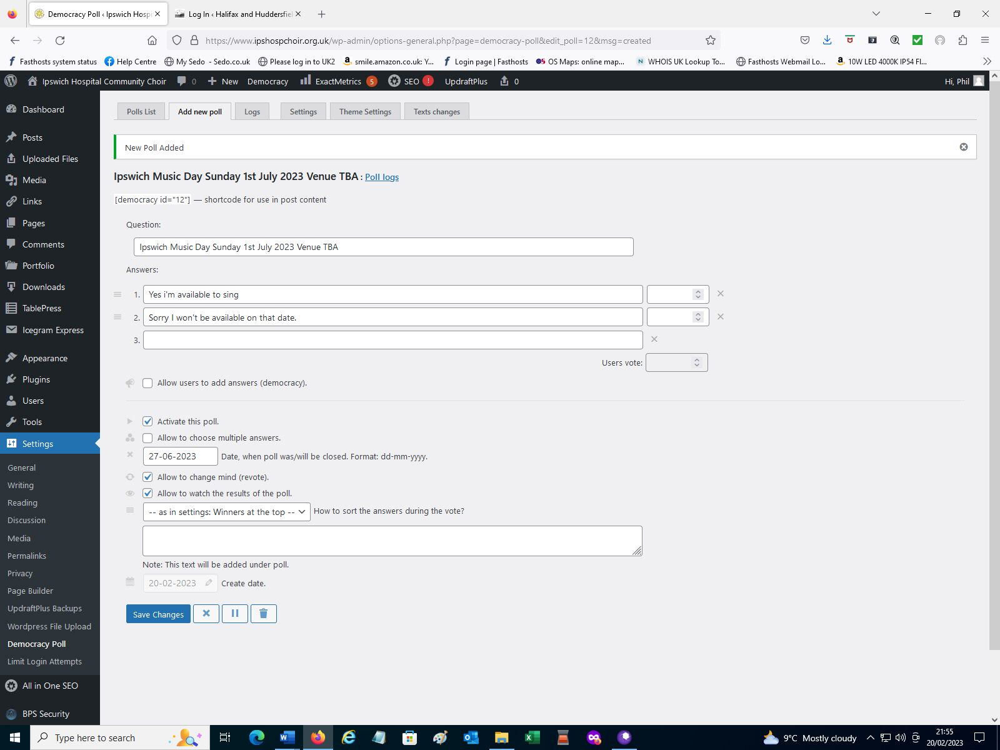 Democracy Poll ‹ Ipswich Hosp
Log In ‹ Halifax and Huddersfie
https://www.ipshospchoir.org.uk/wp-admin/options-general.php?page=democracy-poll&edit_poll=12&msg=created
Fasthosts system status
Help Centre
My Sedo - Sedo.co.uk
Please log in to UK2
smile.amazon.co.uk: Y...
Login page | Fasthosts
OS OS Maps: online map...
N WHOIS UK Lookup To...
Fasthosts Webmail Lo...
10W LED 4000K IP54 Fl...
Ipswich Hospital Community Choir
0
New
Democracy
ExactMetrics 5
SEO !
UpdraftPlus
0
Hi, Phil
Dashboard
Posts
Uploaded Files
Media
Links
Pages
Comments
Portfolio
Downloads
TablePress
Icegram Express
Appearance
Plugins
Users
Tools
Settings
General
Writing
Reading
Discussion
Media
Permalinks
Privacy
Page Builder
UpdraftPlus Backups
Wordpress File Upload
Democracy Poll
Limit Login Attempts
All in One SEO
BPS Security
Polls List
Add new poll
Logs
Settings
Theme Settings
Texts changes
New Poll Added
Ipswich Music Day Sunday 1st July 2023 Venue TBA : Poll logs
[democracy id="12"] — shortcode for use in post content
Question:
Ipswich Music Day Sunday 1st July 2023 Venue TBA
Answers:
1. Yes i'm available to sing
2. Sorry I won't be available on that date.
3.
Users vote:
Allow users to add answers (democracy).
Activate this poll.
Allow to choose multiple answers.
27-06-2023 Date, when poll was/will be closed. Format: dd-mm-yyyy.
Allow to change mind (revote).
Allow to watch the results of the poll.
-- as in settings: Winners at the top -- How to sort the answers during the vote?
Note: This text will be added under poll.
20-02-2023 Create date.
Save Changes
Type here to search
9°C Mostly cloudy
21:55
20/02/2023